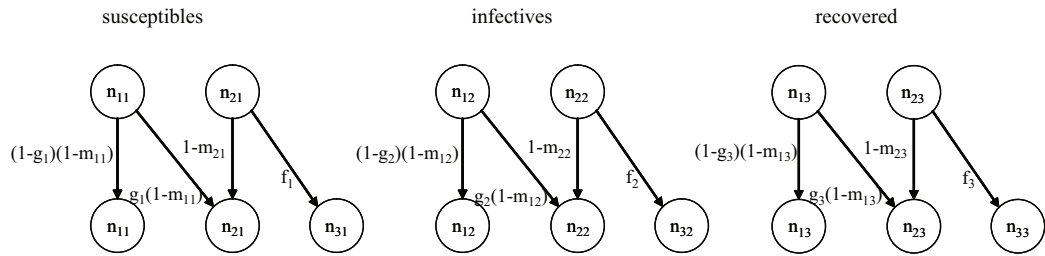 susceptibles infectives recovered
n11 n21 n12 n22 n13 n23
(1-g1)(1-m11) 1-m21 (1-g2)(1-m12) 1-m22 (1-g3)(1-m13) 1-m23
f1 f2 f3
g1(1-m11) g2(1-m12) g3(1-m13)
n11 n21 n31 n12 n22 n32 n13 n23 n33